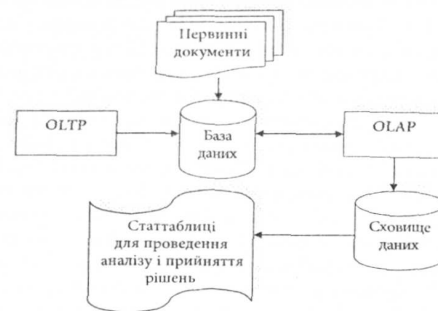 Первинні
документи
OLTP
База
даних
OLAP
Статтаблиці
для проведення
аналізу і прийняття
рішень
Сховище
даних